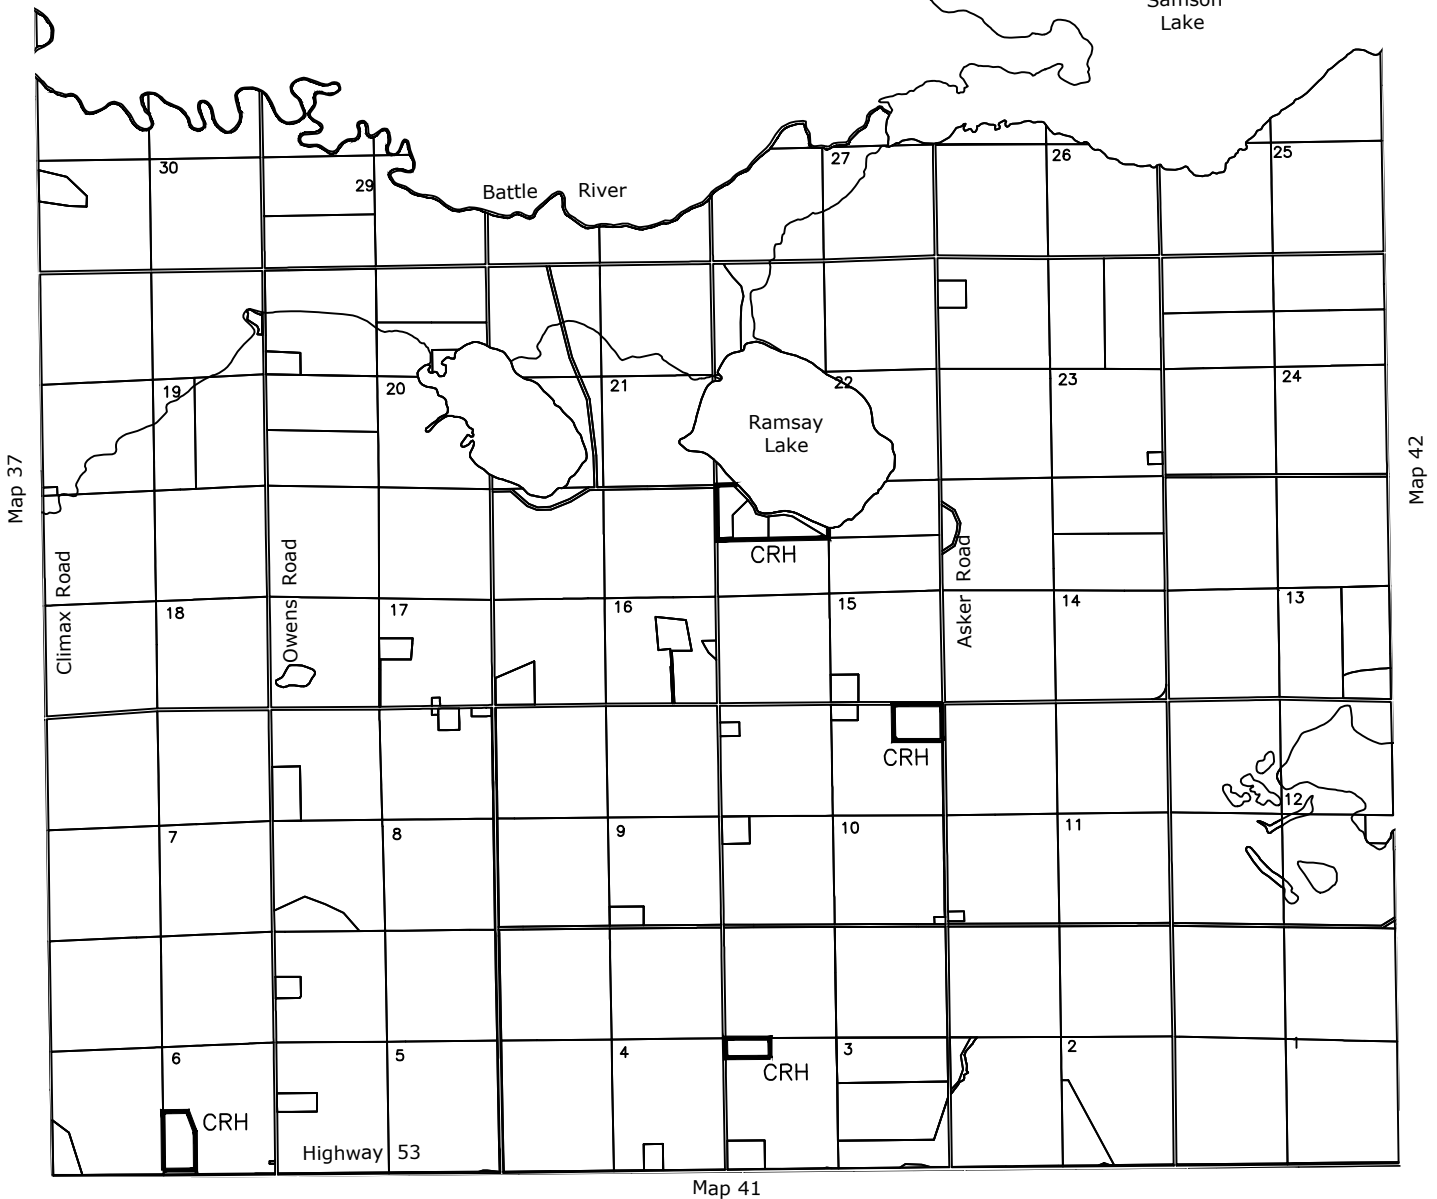 Samson
Lake
30
29
27
26
25
Battle River
19
20
21
22
23
24
Ramsay
Lake
Map 37
Map 42
CRH
Climax Road
Owens Road
Asker Road
18
17
16
15
14
13
CRH
7
8
9
10
11
12
6
5
4
3
2
1
CRH
CRH
Highway 53
Map 41